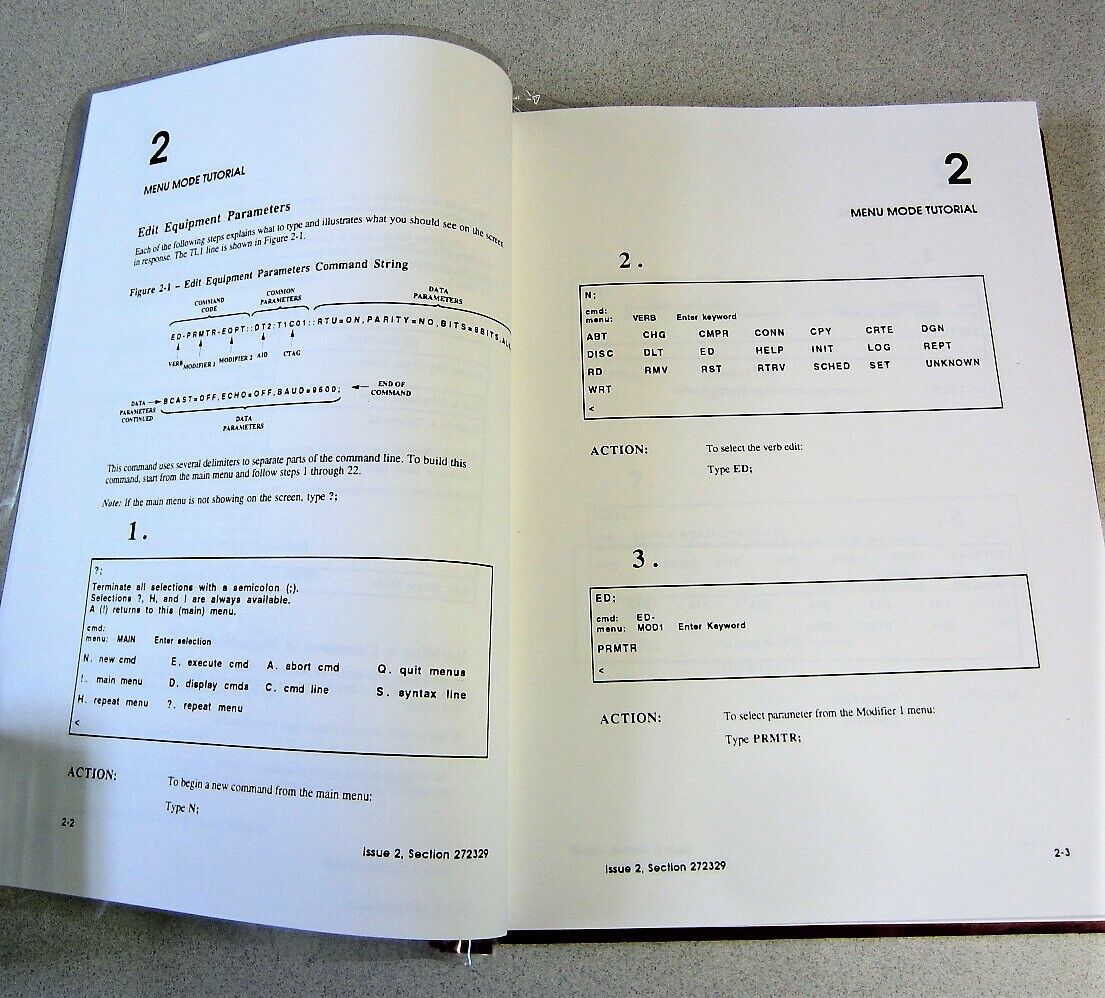 2
MENU MODE TUTORIAL
Edit Equipment Parameters
Each of the following steps explains what to type and illustrates what you should see on the screen
in response. The TL1 line is shown in Figure 2-1.
Figure 2-1 – Edit Equipment Parameters Command String
COMMAND
CODE
COMMON
PARAMETERS
DATA
PARAMETERS
ED-PRMTR-EQPT::DT2:T1C01::RTU=ON,PARITY=NO,BITS=8BITS,AL
VERB MODIFIER 1 MODIFIER 2 AID CTAG
DATA
PARAMETERS
CONTINUED
BCAST=OFF,ECHO=OFF,BAUD=9600;
END OF
COMMAND
DATA
PARAMETERS
This command uses several delimiters to separate parts of the command line. To build this
command, start from the main menu and follow steps 1 through 22.
Note: If the main menu is not showing on the screen, type ?;
1.
?;
Terminate all selections with a semicolon (;).
Selections ?, H, and I are always available.
A (!) returns to this (main) menu.
cmd:
menu: MAIN Enter selection
N. new cmd E. execute cmd A. abort cmd Q. quit menus
!. main menu D. display cmds C. cmd line S. syntax line
H. repeat menu ?. repeat menu
<
ACTION: To begin a new command from the main menu:
Type N;
2-2
Issue 2, Section 272329
2
MENU MODE TUTORIAL
2.
N;
cmd:
menu: VERB Enter keyword
ABT CHG CMPR CONN CPY CRTE DGN
DISC DLT ED HELP INIT LOG REPT
RD RMV RST RTRV SCHED SET UNKNOWN
WRT
<
ACTION: To select the verb edit:
Type ED;
3.
ED;
cmd: ED-
menu: MOD1 Enter Keyword
PRMTR
<
ACTION: To select parameter from the Modifier 1 menu:
Type PRMTR;
Issue 2, Section 272329
2-3